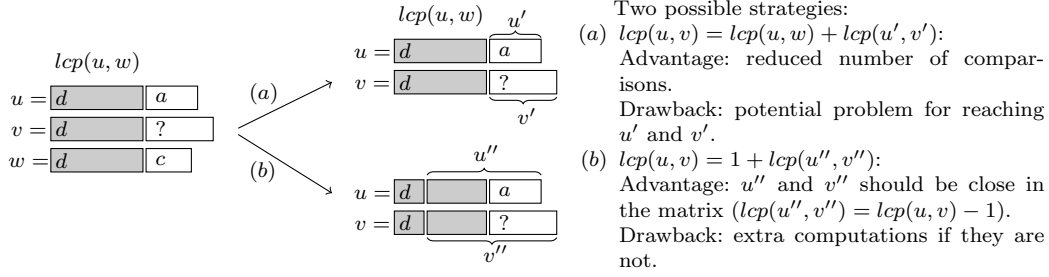 lcp(u, w)
u = d a
v = d ?
w = d c
(a)
(b)
lcp(u, w)
u′
u = d a
v = d ?
v′
u′′
u = d a
v = d ?
v′′
Two possible strategies:
(a) lcp(u, v) = lcp(u, w) + lcp(u′, v′):
Advantage: reduced number of compar-
isons.
Drawback: potential problem for reaching
u′ and v′.
(b) lcp(u, v) = 1 + lcp(u′′, v′′):
Advantage: u′′ and v′′ should be close in
the matrix (lcp(u′′, v′′) = lcp(u, v) − 1).
Drawback: extra computations if they are
not.